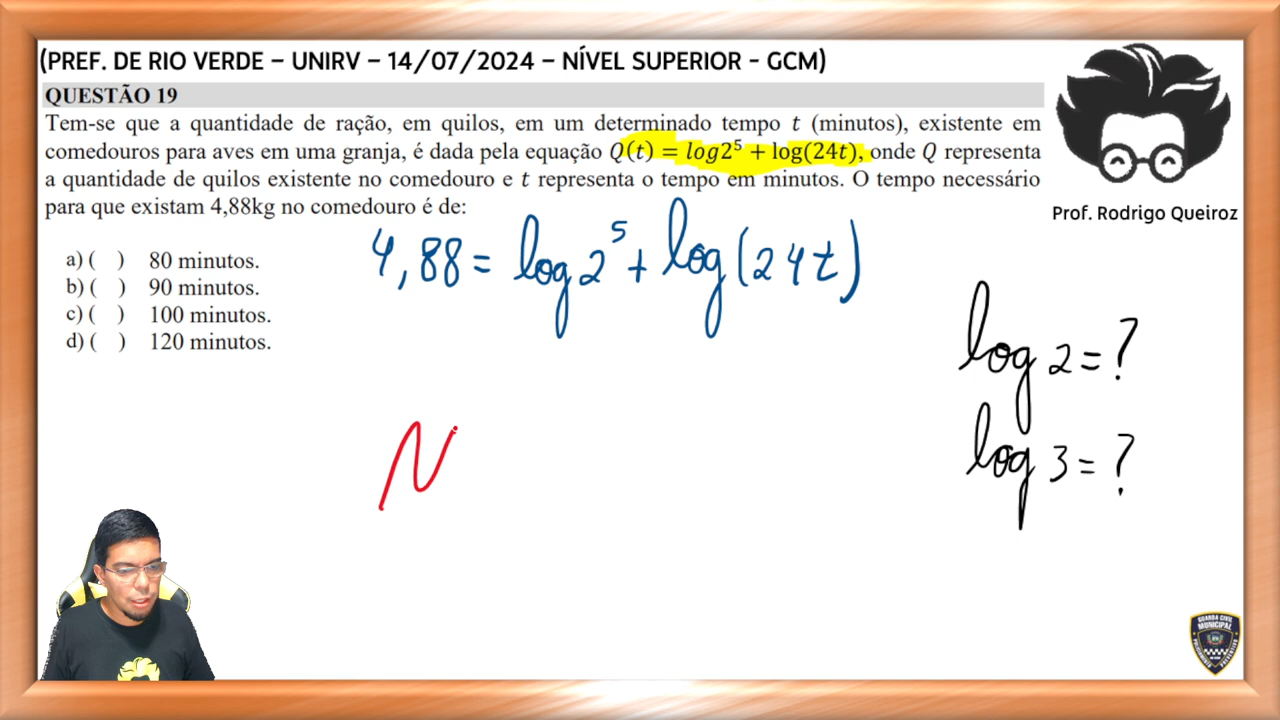 (PREF. DE RIO VERDE – UNIRV – 14/07/2024 – NÍVEL SUPERIOR - GCM)
QUESTÃO 19
Tem-se que a quantidade de ração, em quilos, em um determinado tempo t (minutos), existente em
comedouros para aves em uma granja, é dada pela equação Q(t) = log2⁵ + log(24t), onde Q representa
a quantidade de quilos existente no comedouro e t representa o tempo em minutos. O tempo necessário
para que existam 4,88kg no comedouro é de:
a) ( ) 80 minutos.
b) ( ) 90 minutos.
c) ( ) 100 minutos.
d) ( ) 120 minutos.
Prof. Rodrigo Queiroz
4,88 = log 2⁵ + log (24t)
log 2 = ?
log 3 = ?
N
GUARDA CIVIL
MUNICIPAL